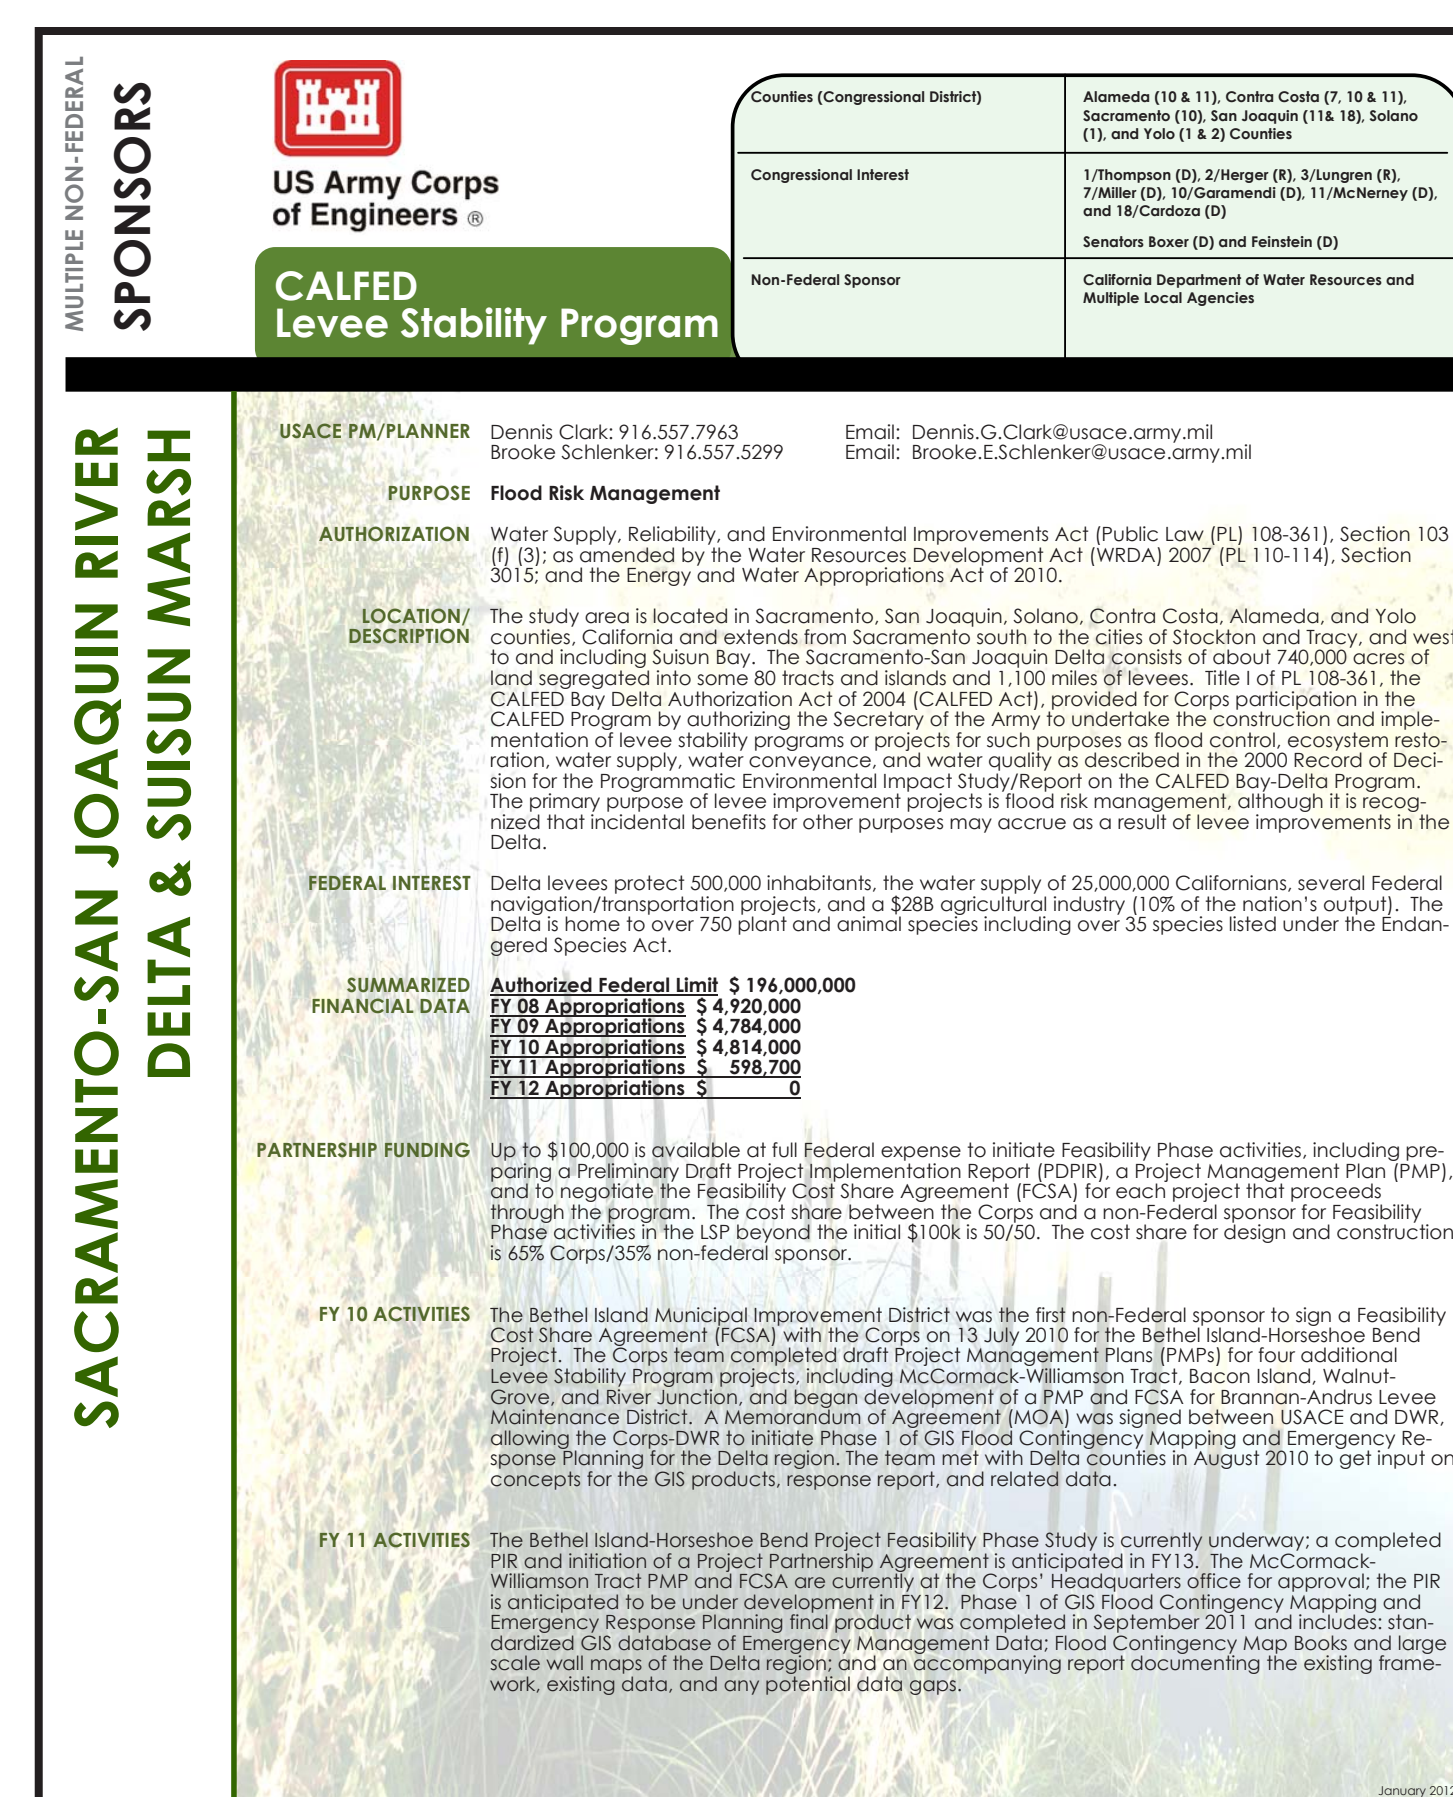 MULTIPLE NON-FEDERAL
SPONSORS
US Army Corps
of Engineers ®
CALFED
Levee Stability Program
Counties (Congressional District)
Alameda (10 & 11), Contra Costa (7, 10 & 11),
Sacramento (10), San Joaquin (11& 18), Solano
(1), and Yolo (1 & 2) Counties
Congressional Interest
1/Thompson (D), 2/Herger (R), 3/Lungren (R),
7/Miller (D), 10/Garamendi (D), 11/McNerney (D),
and 18/Cardoza (D)
Senators Boxer (D) and Feinstein (D)
Non-Federal Sponsor
California Department of Water Resources and
Multiple Local Agencies
SACRAMENTO-SAN JOAQUIN RIVER
DELTA & SUISUN MARSH
USACE PM/PLANNER
Dennis Clark: 916.557.7963 Email: Dennis.G.Clark@usace.army.mil
Brooke Schlenker: 916.557.5299 Email: Brooke.E.Schlenker@usace.army.mil
PURPOSE
Flood Risk Management
AUTHORIZATION
Water Supply, Reliability, and Environmental Improvements Act (Public Law (PL) 108-361), Section 103
(f) (3); as amended by the Water Resources Development Act (WRDA) 2007 (PL 110-114), Section
3015; and the Energy and Water Appropriations Act of 2010.
LOCATION/
DESCRIPTION
The study area is located in Sacramento, San Joaquin, Solano, Contra Costa, Alameda, and Yolo
counties, California and extends from Sacramento south to the cities of Stockton and Tracy, and west
to and including Suisun Bay. The Sacramento-San Joaquin Delta consists of about 740,000 acres of
land segregated into some 80 tracts and islands and 1,100 miles of levees. Title I of PL 108-361, the
CALFED Bay Delta Authorization Act of 2004 (CALFED Act), provided for Corps participation in the
CALFED Program by authorizing the Secretary of the Army to undertake the construction and imple-
mentation of levee stability programs or projects for such purposes as flood control, ecosystem resto-
ration, water supply, water conveyance, and water quality as described in the 2000 Record of Deci-
sion for the Programmatic Environmental Impact Study/Report on the CALFED Bay-Delta Program.
The primary purpose of levee improvement projects is flood risk management, although it is recog-
nized that incidental benefits for other purposes may accrue as a result of levee improvements in the
Delta.
FEDERAL INTEREST
Delta levees protect 500,000 inhabitants, the water supply of 25,000,000 Californians, several Federal
navigation/transportation projects, and a $28B agricultural industry (10% of the nation's output). The
Delta is home to over 750 plant and animal species including over 35 species listed under the Endan-
gered Species Act.
SUMMARIZED
FINANCIAL DATA
Authorized Federal Limit $ 196,000,000
FY 08 Appropriations $ 4,920,000
FY 09 Appropriations $ 4,784,000
FY 10 Appropriations $ 4,814,000
FY 11 Appropriations $ 598,700
FY 12 Appropriations $ 0
PARTNERSHIP FUNDING
Up to $100,000 is available at full Federal expense to initiate Feasibility Phase activities, including pre-
paring a Preliminary Draft Project Implementation Report (PDPIR), a Project Management Plan (PMP),
and to negotiate the Feasibility Cost Share Agreement (FCSA) for each project that proceeds
through the program. The cost share between the Corps and a non-Federal sponsor for Feasibility
Phase activities in the LSP beyond the initial $100k is 50/50. The cost share for design and construction
is 65% Corps/35% non-federal sponsor.
FY 10 ACTIVITIES
The Bethel Island Municipal Improvement District was the first non-Federal sponsor to sign a Feasibility
Cost Share Agreement (FCSA) with the Corps on 13 July 2010 for the Bethel Island-Horseshoe Bend
Project. The Corps team completed draft Project Management Plans (PMPs) for four additional
Levee Stability Program projects, including McCormack-Williamson Tract, Bacon Island, Walnut-
Grove, and River Junction, and began development of a PMP and FCSA for Brannan-Andrus Levee
Maintenance District. A Memorandum of Agreement (MOA) was signed between USACE and DWR,
allowing the Corps-DWR to initiate Phase 1 of GIS Flood Contingency Mapping and Emergency Re-
sponse Planning for the Delta region. The team met with Delta counties in August 2010 to get input on
concepts for the GIS products, response report, and related data.
FY 11 ACTIVITIES
The Bethel Island-Horseshoe Bend Project Feasibility Phase Study is currently underway; a completed
PIR and initiation of a Project Partnership Agreement is anticipated in FY13. The McCormack-
Williamson Tract PMP and FCSA are currently at the Corps' Headquarters office for approval; the PIR
is anticipated to be under development in FY12. Phase 1 of GIS Flood Contingency Mapping and
Emergency Response Planning final product was completed in September 2011 and includes: stan-
dardized GIS database of Emergency Management Data; Flood Contingency Map Books and large
scale wall maps of the Delta region; and an accompanying report documenting the existing frame-
work, existing data, and any potential data gaps.
January 2012